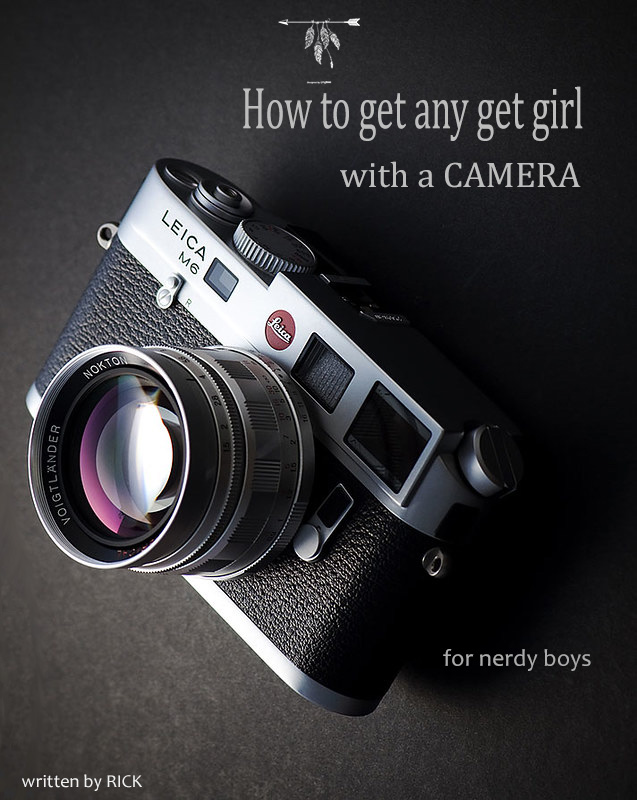 How to get any get girl
with a CAMERA
LEICA
M6
R
Leica
NOKTON
VOIGTLÄNDER
for nerdy boys
written by RICK